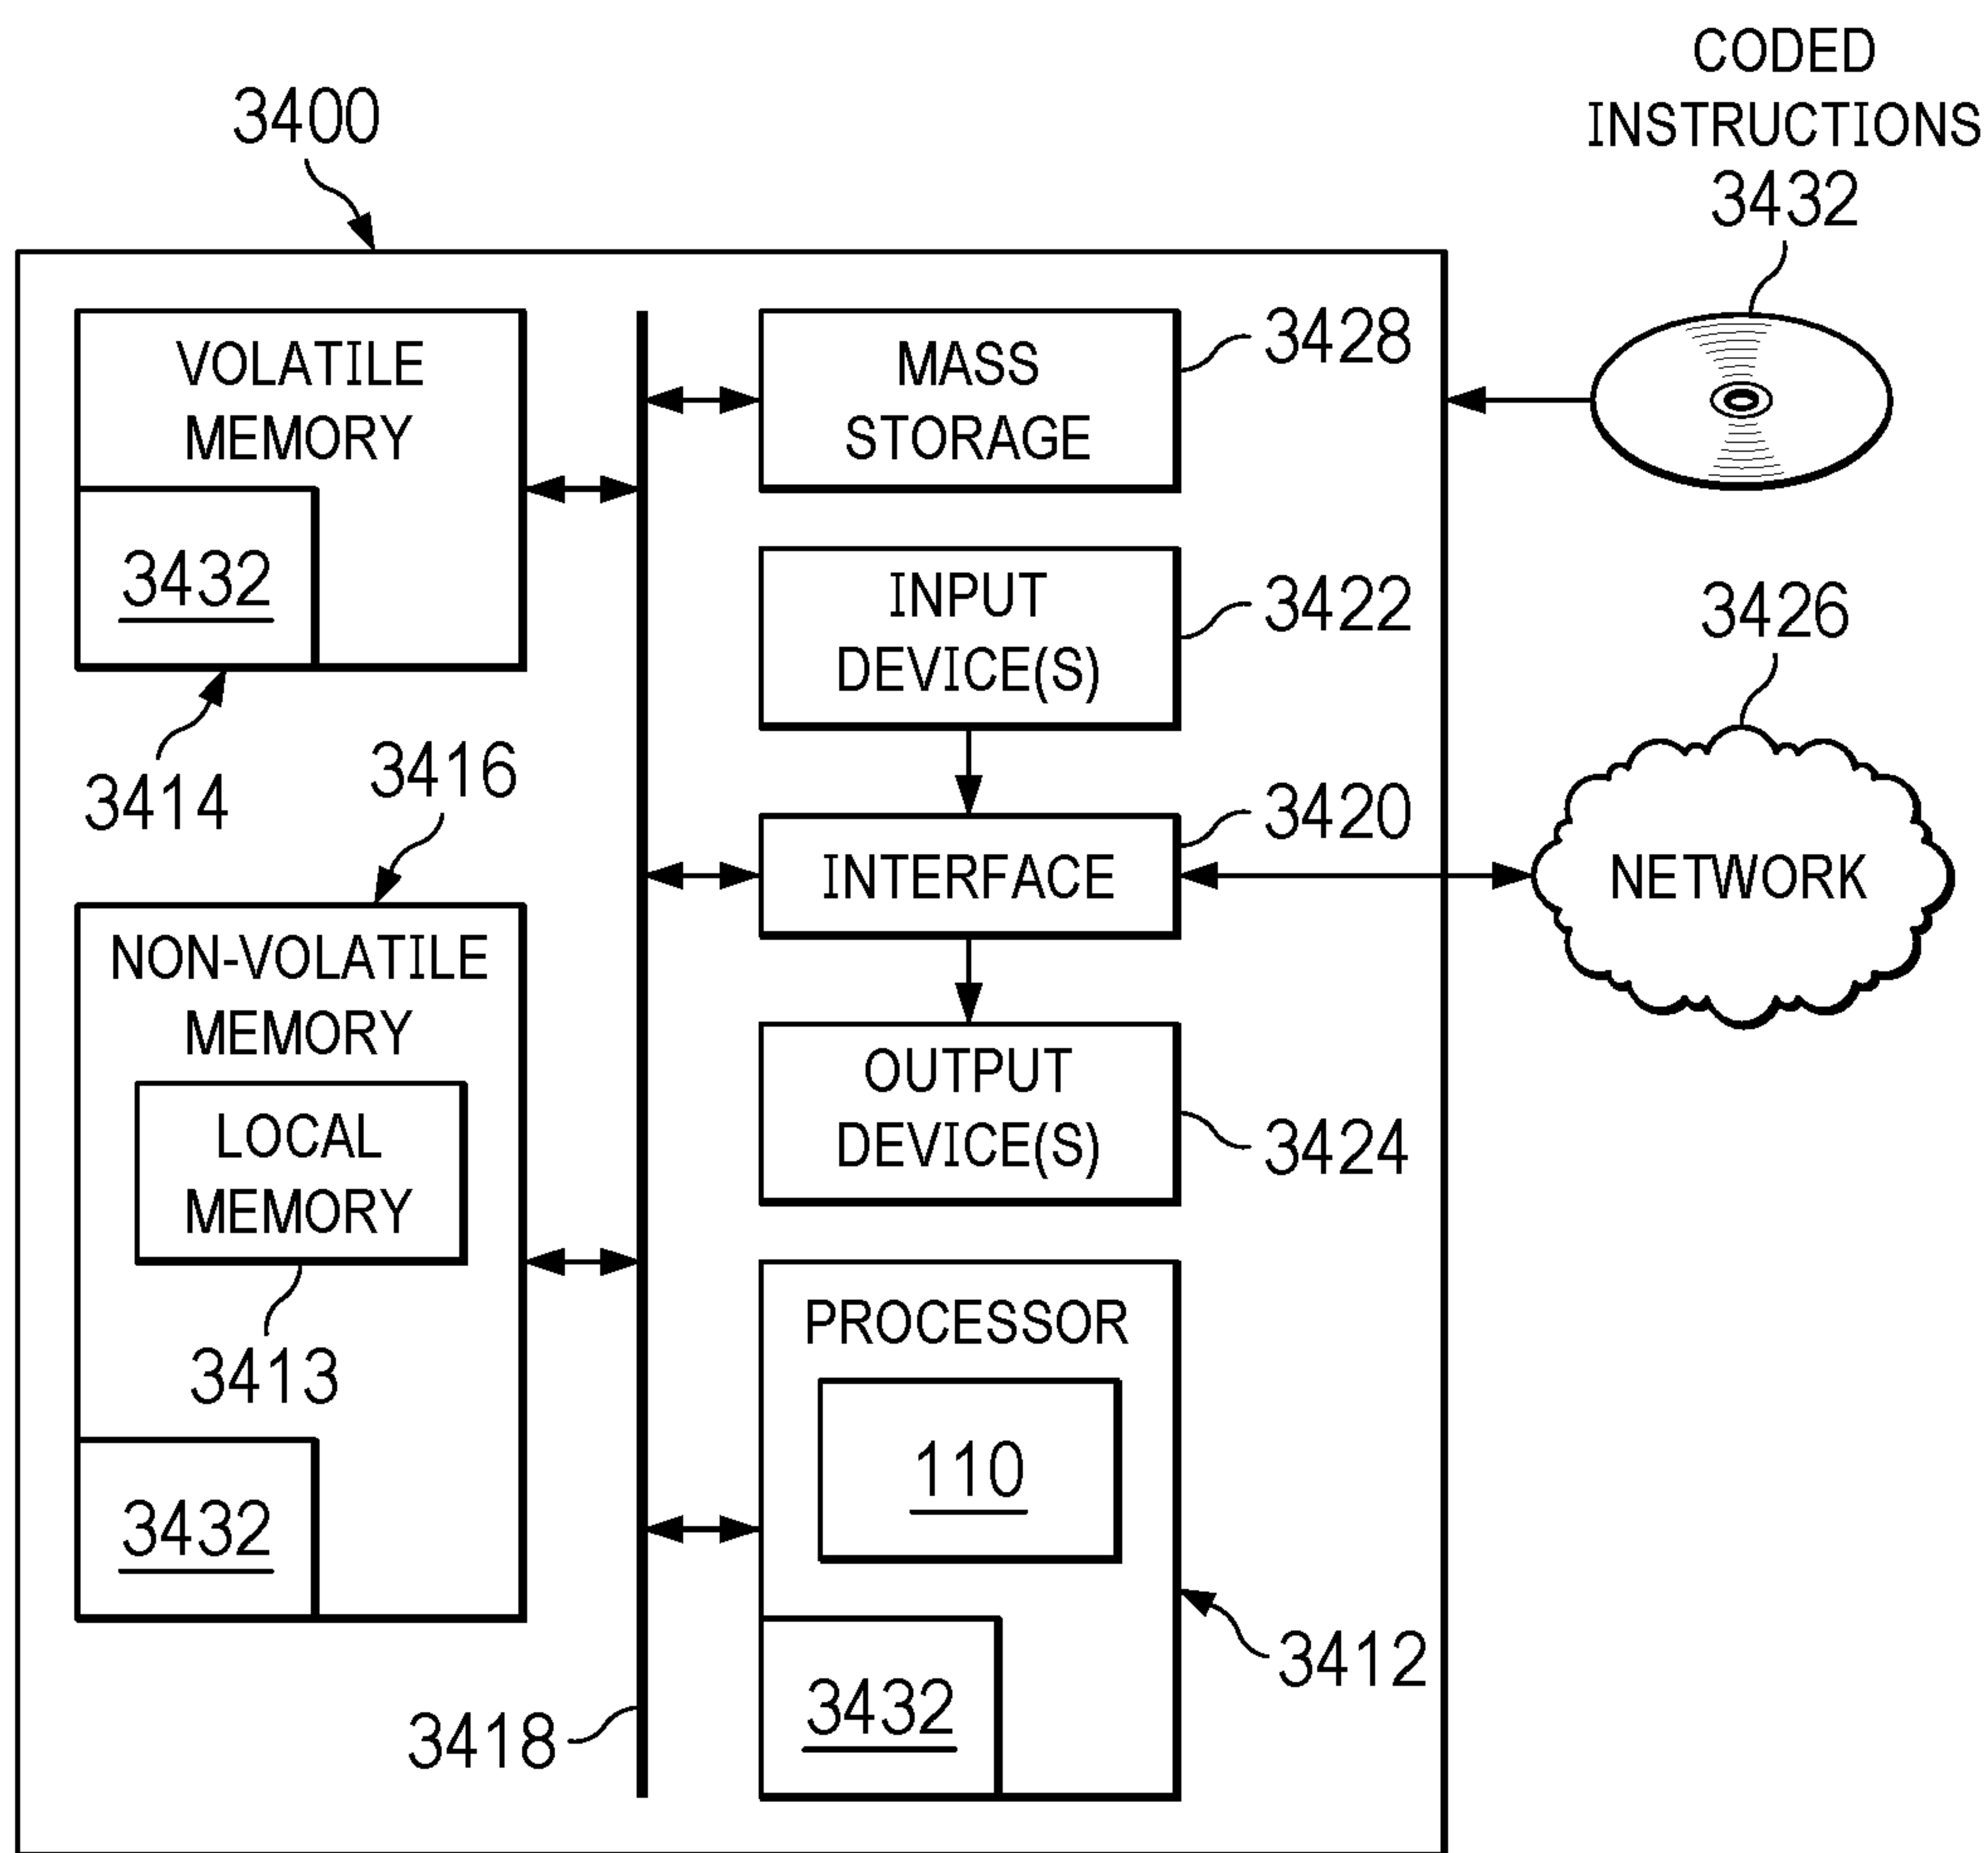 CODED
INSTRUCTIONS
3432
3400
VOLATILE
MEMORY
3432
3414
3416
NON-VOLATILE
MEMORY
LOCAL
MEMORY
3413
3432
3418
MASS
STORAGE
3428
INPUT
DEVICE(S)
3422
INTERFACE
3420
OUTPUT
DEVICE(S)
3424
PROCESSOR
110
3432
3412
3426
NETWORK